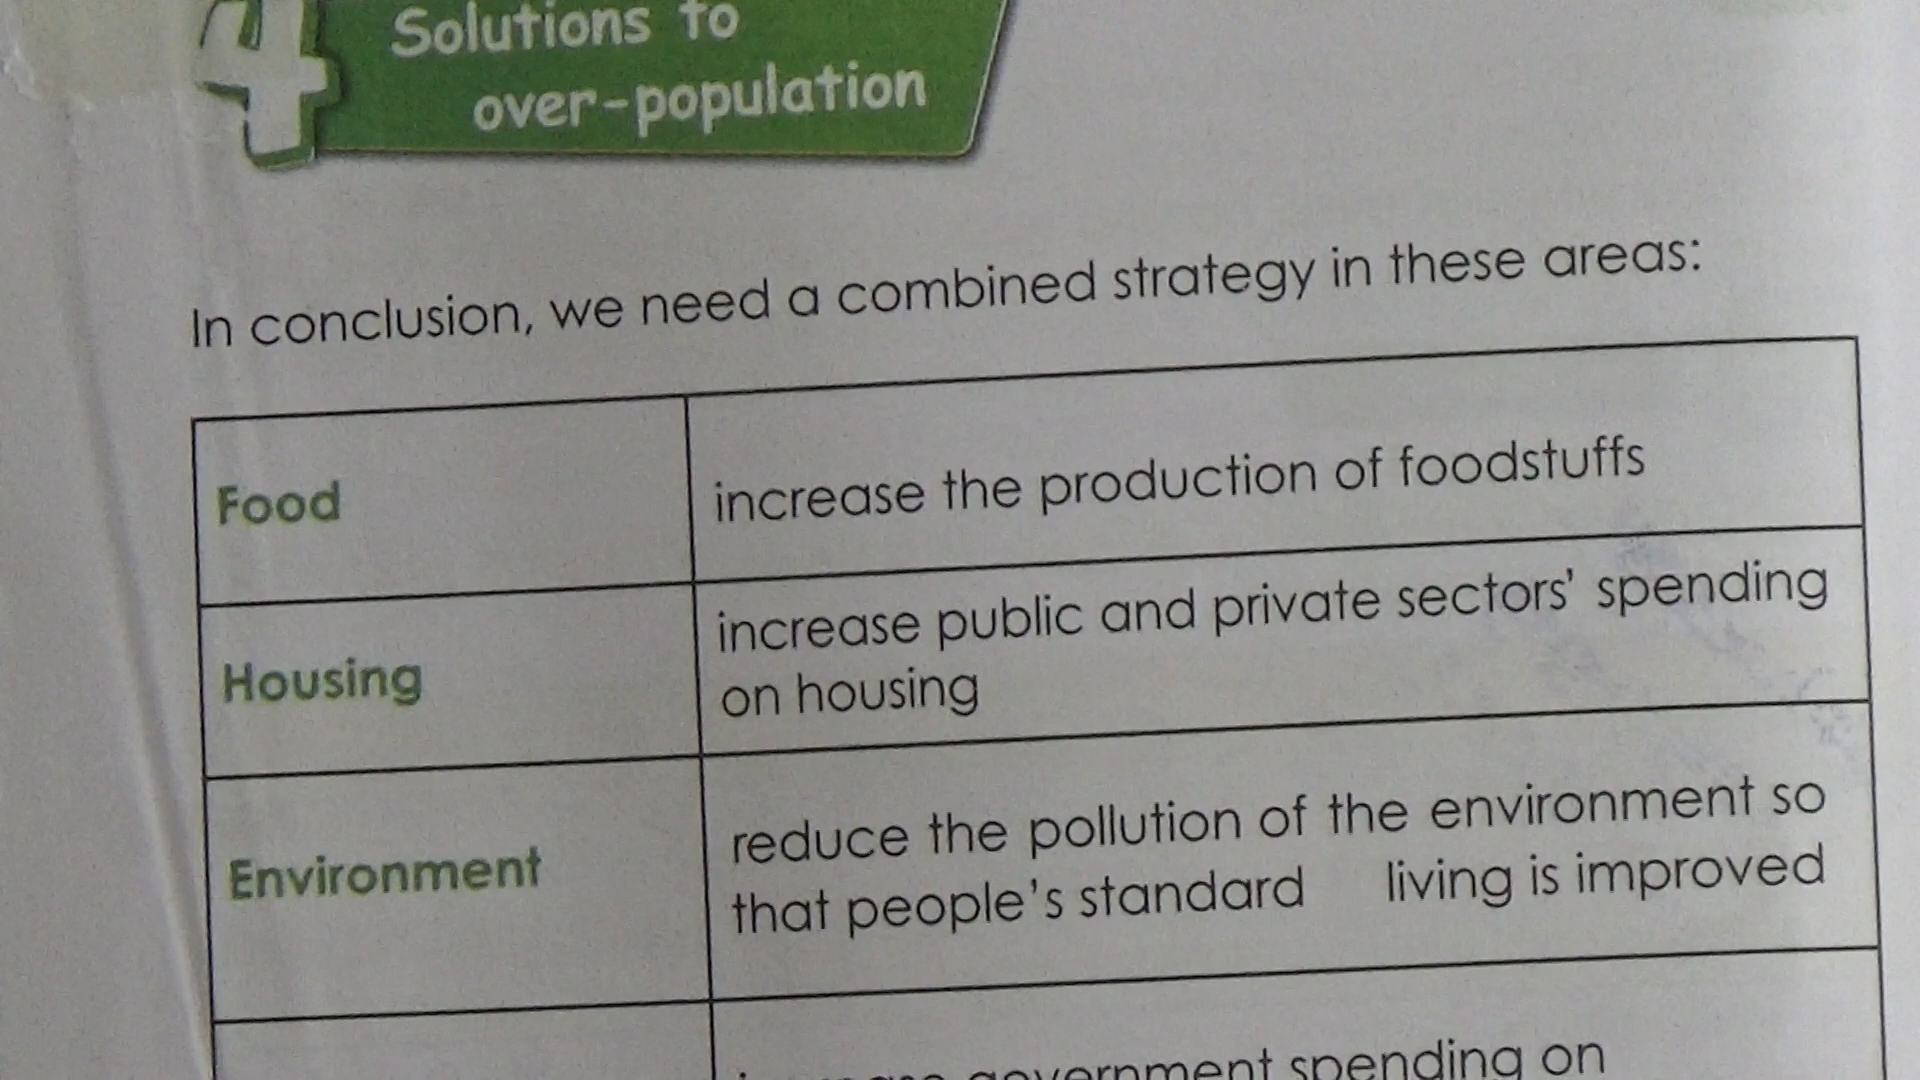 4
Solutions to
over-population
In conclusion, we need a combined strategy in these areas:
Food
increase the production of foodstuffs
Housing
increase public and private sectors' spending
on housing
Environment
reduce the pollution of the environment so
that people's standard living is improved
government spending on